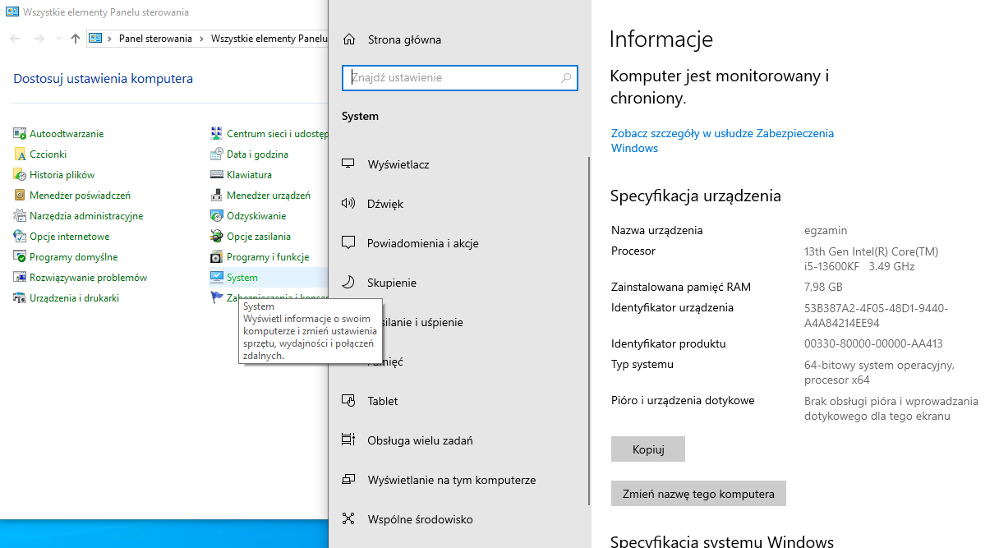 Wszystkie elementy Panelu sterowania
Panel sterowania
Wszystkie elementy Panelu
Dostosuj ustawienia komputera
Autoodtwarzanie
Czcionki
Historia plików
Menedżer poświadczeń
Narzędzia administracyjne
Opcje internetowe
Programy domyślne
Rozwiązywanie problemów
Urządzenia i drukarki
Centrum sieci i udostęp
Data i godzina
Klawiatura
Menedżer urządzeń
Odzyskiwanie
Opcje zasilania
Programy i funkcje
System
Zabezpieczenia i konser
System
Wyświetl informacje o swoim
komputerze i zmień ustawienia
sprzętu, wydajności i połączeń
zdalnych.
Strona główna
Znajdź ustawienie
System
Wyświetlacz
Dźwięk
Powiadomienia i akcje
Skupienie
silanie i uśpienie
Pamięć
Tablet
Obsługa wielu zadań
Wyświetlanie na tym komputerze
Wspólne środowisko
Informacje
Komputer jest monitorowany i
chroniony.
Zobacz szczegóły w usłudze Zabezpieczenia
Windows
Specyfikacja urządzenia
Nazwa urządzenia egzamin
Procesor 13th Gen Intel(R) Core(TM)
i5-13600KF 3.49 GHz
Zainstalowana pamięć RAM 7,98 GB
Identyfikator urządzenia 53B387A2-4F05-48D1-9440-
A4A84214EE94
Identyfikator produktu 00330-80000-00000-AA413
Typ systemu 64-bitowy system operacyjny,
procesor x64
Pióro i urządzenia dotykowe Brak obsługi pióra i wprowadzania
dotykowego dla tego ekranu
Kopiuj
Zmień nazwę tego komputera
Specyfikacja systemu Windows